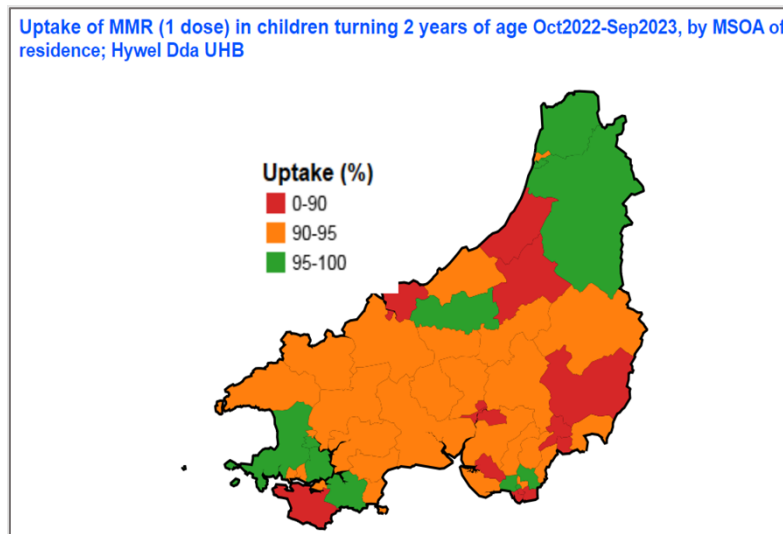 Uptake of MMR (1 dose) in children turning 2 years of age Oct2022-Sep2023, by MSOA of
residence; Hywel Dda UHB
Uptake (%)
0-90
90-95
95-100